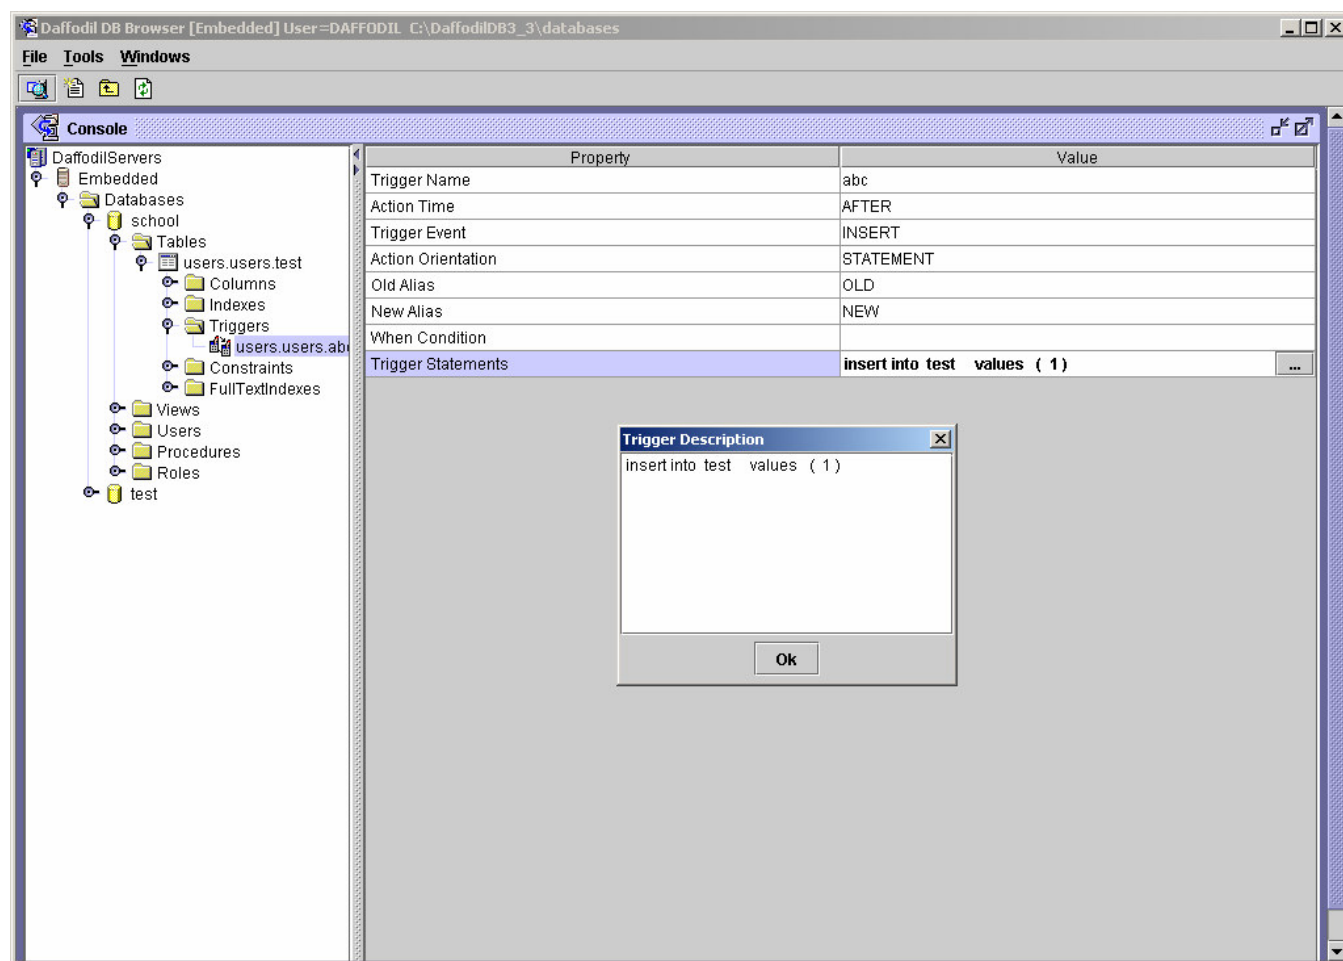 Daffodil DB Browser [Embedded] User=DAFFODIL C:\DaffodilDB3_3\databases
File Tools Windows
Console
DaffodilServers
Embedded
Databases
school
Tables
users.users.test
Columns
Indexes
Triggers
users.users.abc
Constraints
FullTextIndexes
Views
Users
Procedures
Roles
test
Property Value
Trigger Name abc
Action Time AFTER
Trigger Event INSERT
Action Orientation STATEMENT
Old Alias OLD
New Alias NEW
When Condition
Trigger Statements insert into test values ( 1 ) ...
Trigger Description
insert into test values ( 1 )
Ok